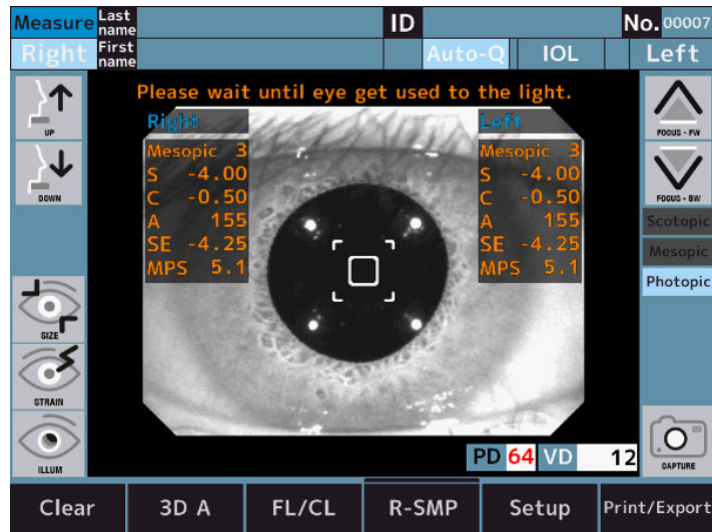 Measure Last name ID No. 00007
Right First name Auto-Q IOL Left
Please wait until eye get used to the light.
UP
DOWN
SIZE
STRAIN
ILLUM
Right
Mesopic 3
S -4.00
C -0.50
A 155
SE -4.25
MPS 5.1
Left
Mesopic 3
S -4.00
C -0.50
A 155
SE -4.25
MPS 5.1
FOCUS - FW
FOCUS - BW
Scotopic
Mesopic
Photopic
CAPTURE
PD 64 VD 12
Clear 3D A FL/CL R-SMP Setup Print/Export